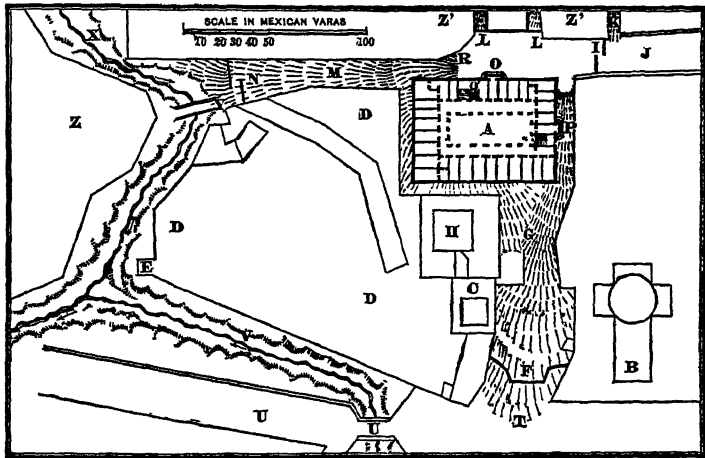 Z' Z'
SCALE IN MEXICAN VARAS
X L L I J
10 20 30 40 50 100
R O
N M
D
Z A P
D H G
E
D C
V B
F
U U T